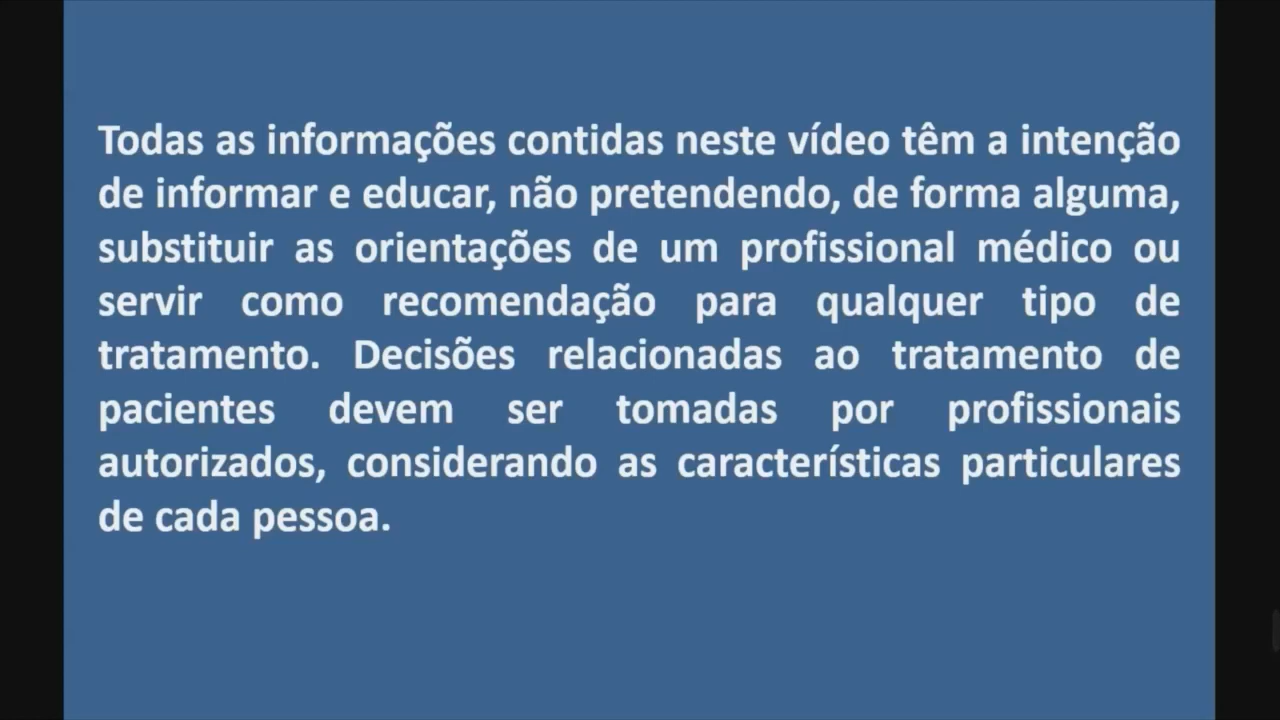 Todas as informações contidas neste vídeo têm a intenção
de informar e educar, não pretendendo, de forma alguma,
substituir as orientações de um profissional médico ou
servir como recomendação para qualquer tipo de
tratamento. Decisões relacionadas ao tratamento de
pacientes devem ser tomadas por profissionais
autorizados, considerando as características particulares
de cada pessoa.